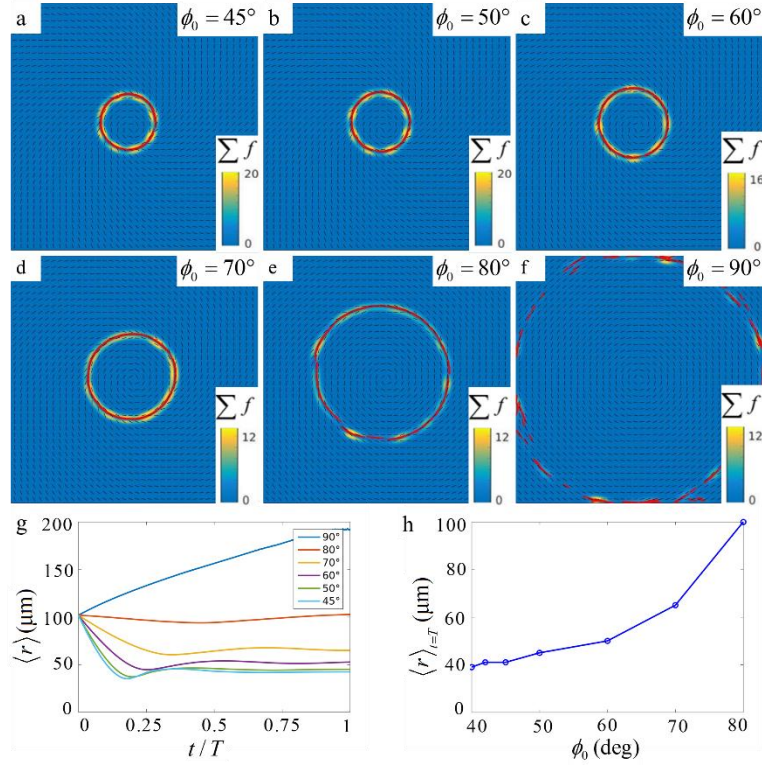 a
ϕ₀ = 45°
∑ f
20
0
b
ϕ₀ = 50°
∑ f
20
0
c
ϕ₀ = 60°
∑ f
16
0
d
ϕ₀ = 70°
∑ f
12
0
e
ϕ₀ = 80°
∑ f
12
0
f
ϕ₀ = 90°
∑ f
12
0
g
200
150
100
50
0
⟨r⟩ (μm)
90°
80°
70°
60°
50°
45°
0 0.25 0.5 0.75 1
t / T
h
100
80
60
40
20
0
⟨r⟩ₜ₌T (μm)
40 50 60 70 80
ϕ₀ (deg)